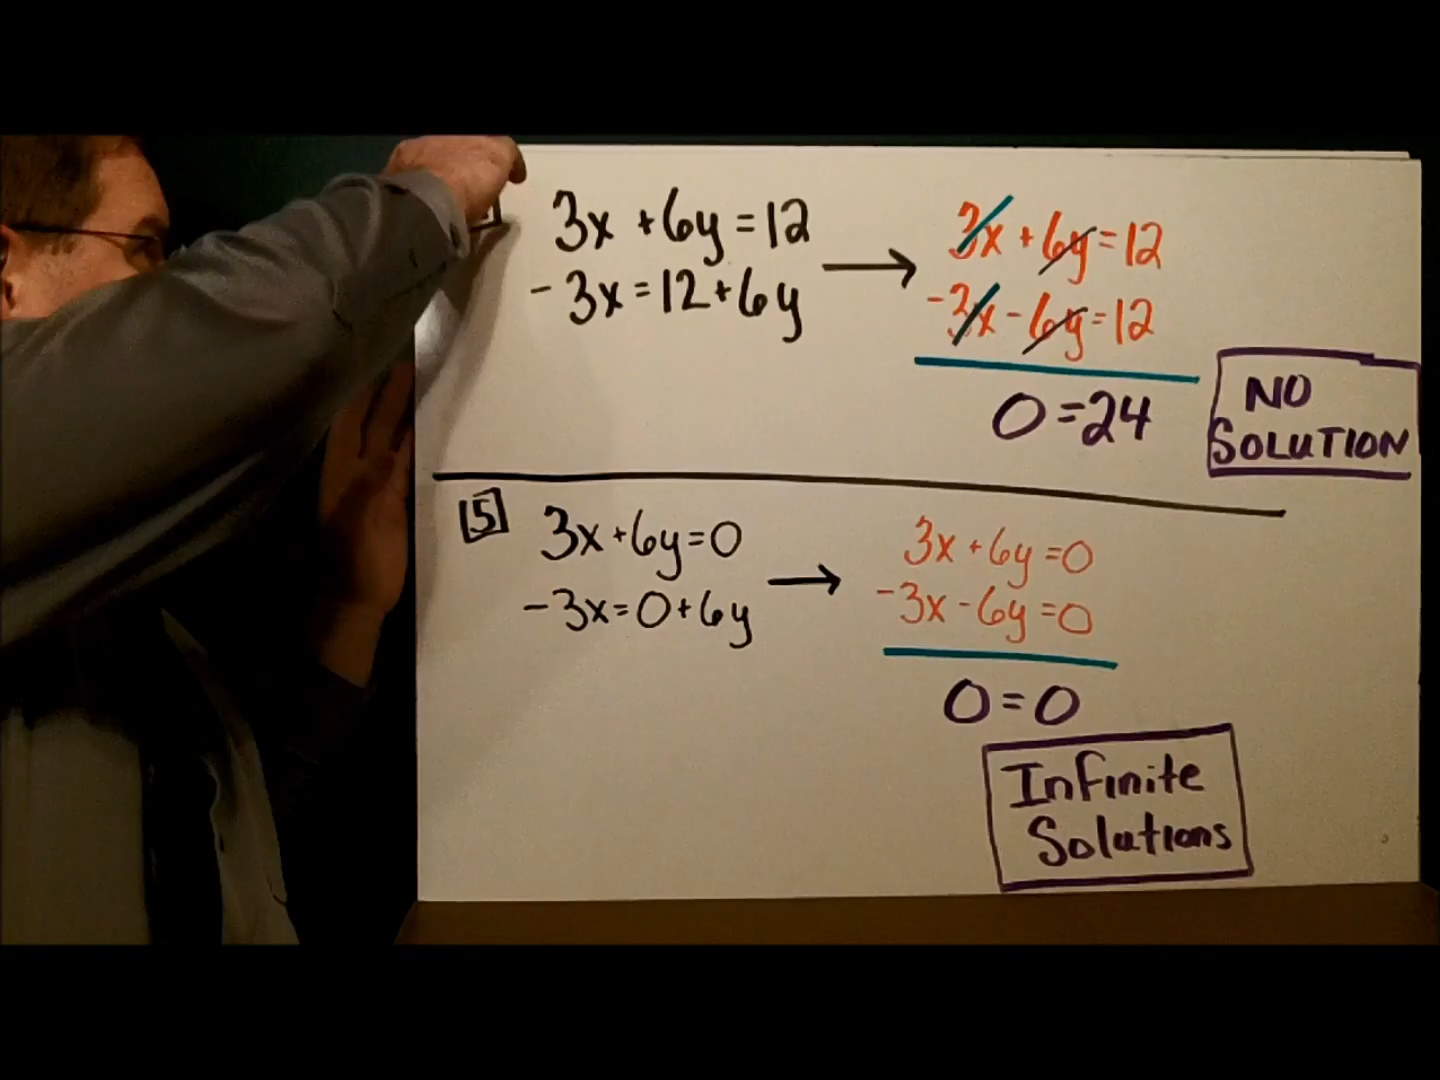 3x + 6y = 12
- 3x = 12 + 6y
→
3x + 6y = 12
- 3x - 6y = 12
0 = 24
NO
SOLUTION
5
3x + 6y = 0
- 3x = 0 + 6y
→
3x + 6y = 0
- 3x - 6y = 0
0 = 0
Infinite
Solutions